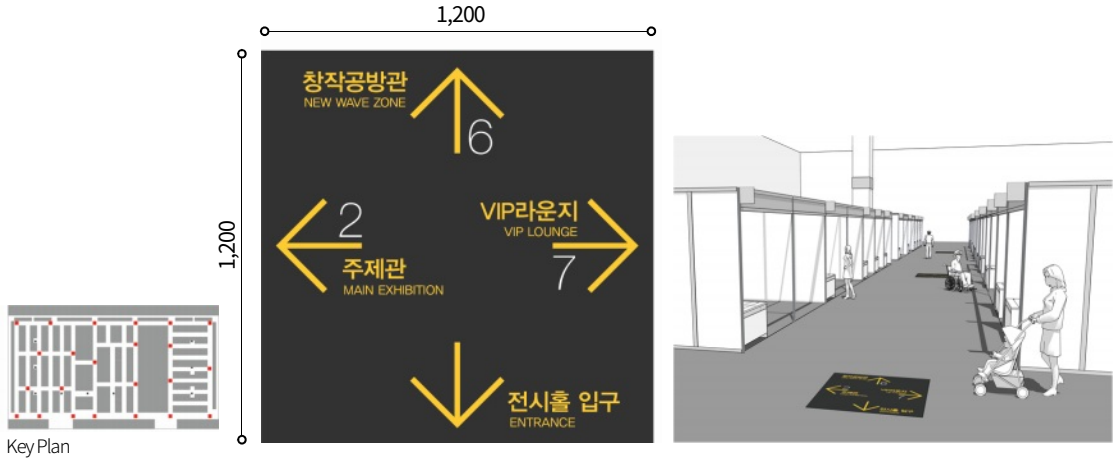 1,200
1,200
창작공방관
NEW WAVE ZONE
6
2
주제관
MAIN EXHIBITION
VIP라운지
VIP LOUNGE
7
전시홀 입구
ENTRANCE
Key Plan